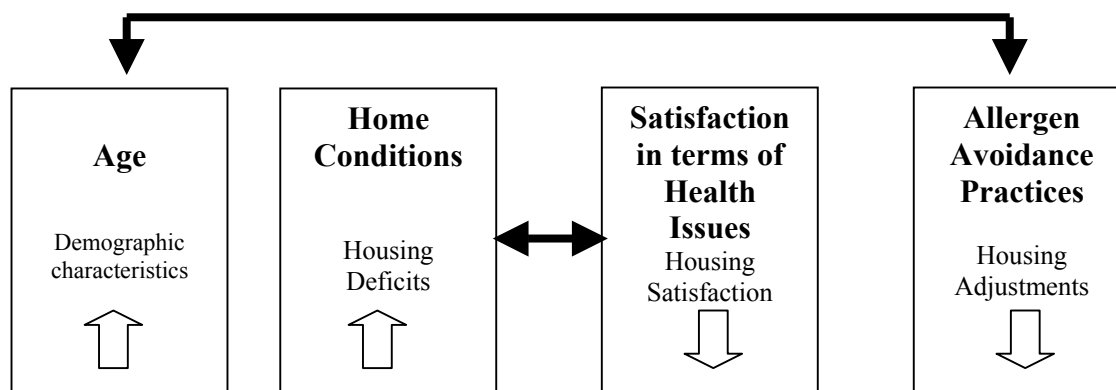 Age
Demographic
characteristics
Home
Conditions
Housing
Deficits
Satisfaction
in terms of
Health
Issues
Housing
Satisfaction
Allergen
Avoidance
Practices
Housing
Adjustments